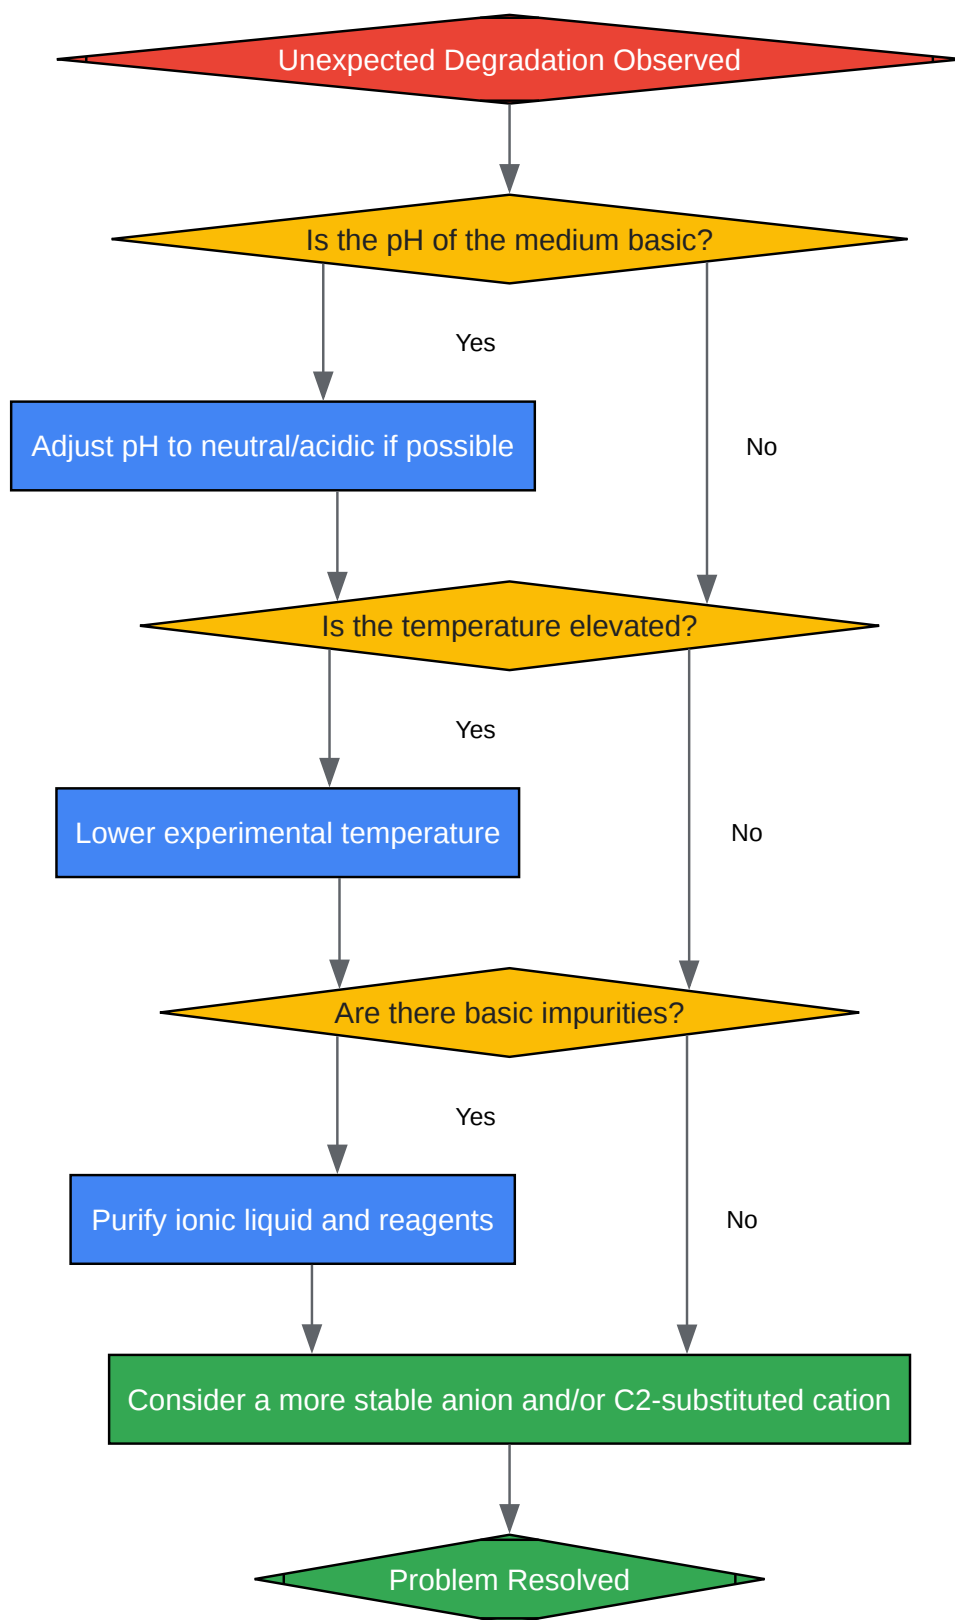 Unexpected Degradation Observed
Is the pH of the medium basic?
Yes
Adjust pH to neutral/acidic if possible
No
Is the temperature elevated?
Yes
Lower experimental temperature
No
Are there basic impurities?
Yes
Purify ionic liquid and reagents
No
Consider a more stable anion and/or C2-substituted cation
Problem Resolved